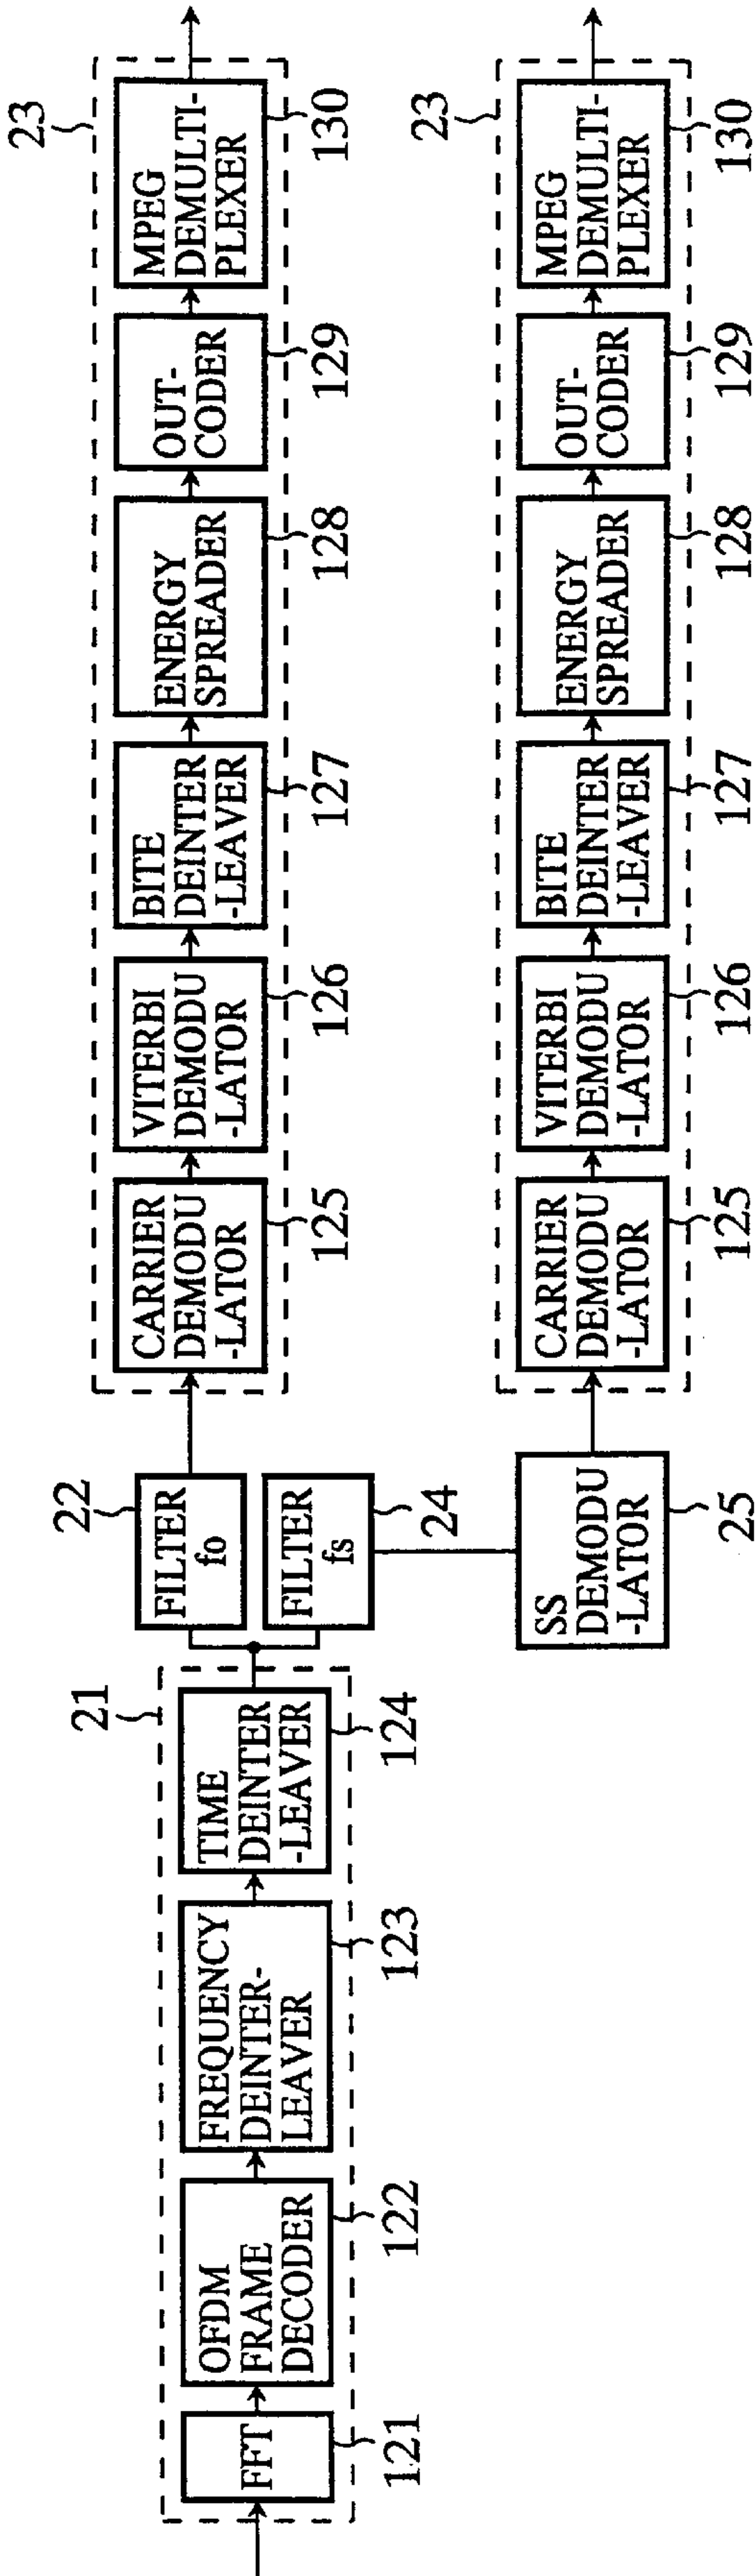 FFT
121
OFDM
FRAME
DECODER
122
FREQUENCY
DEINTER-
LEAVER
123
TIME
DEINTER
-LEAVER
124
21
FILTER
fo
22
FILTER
fs
24
CARRIER
DEMODU
-LATOR
125
VITERBI
DEMODU
-LATOR
126
BITE
DEINTER
-LEAVER
127
ENERGY
SPREADER
128
OUT-
CODER
129
MPEG
DEMULTI-
PLEXER
130
23
SS
DEMODU
-LATOR
25
CARRIER
DEMODU
-LATOR
125
VITERBI
DEMODU
-LATOR
126
BITE
DEINTER
-LEAVER
127
ENERGY
SPREADER
128
OUT-
CODER
129
MPEG
DEMULTI-
PLEXER
130
23